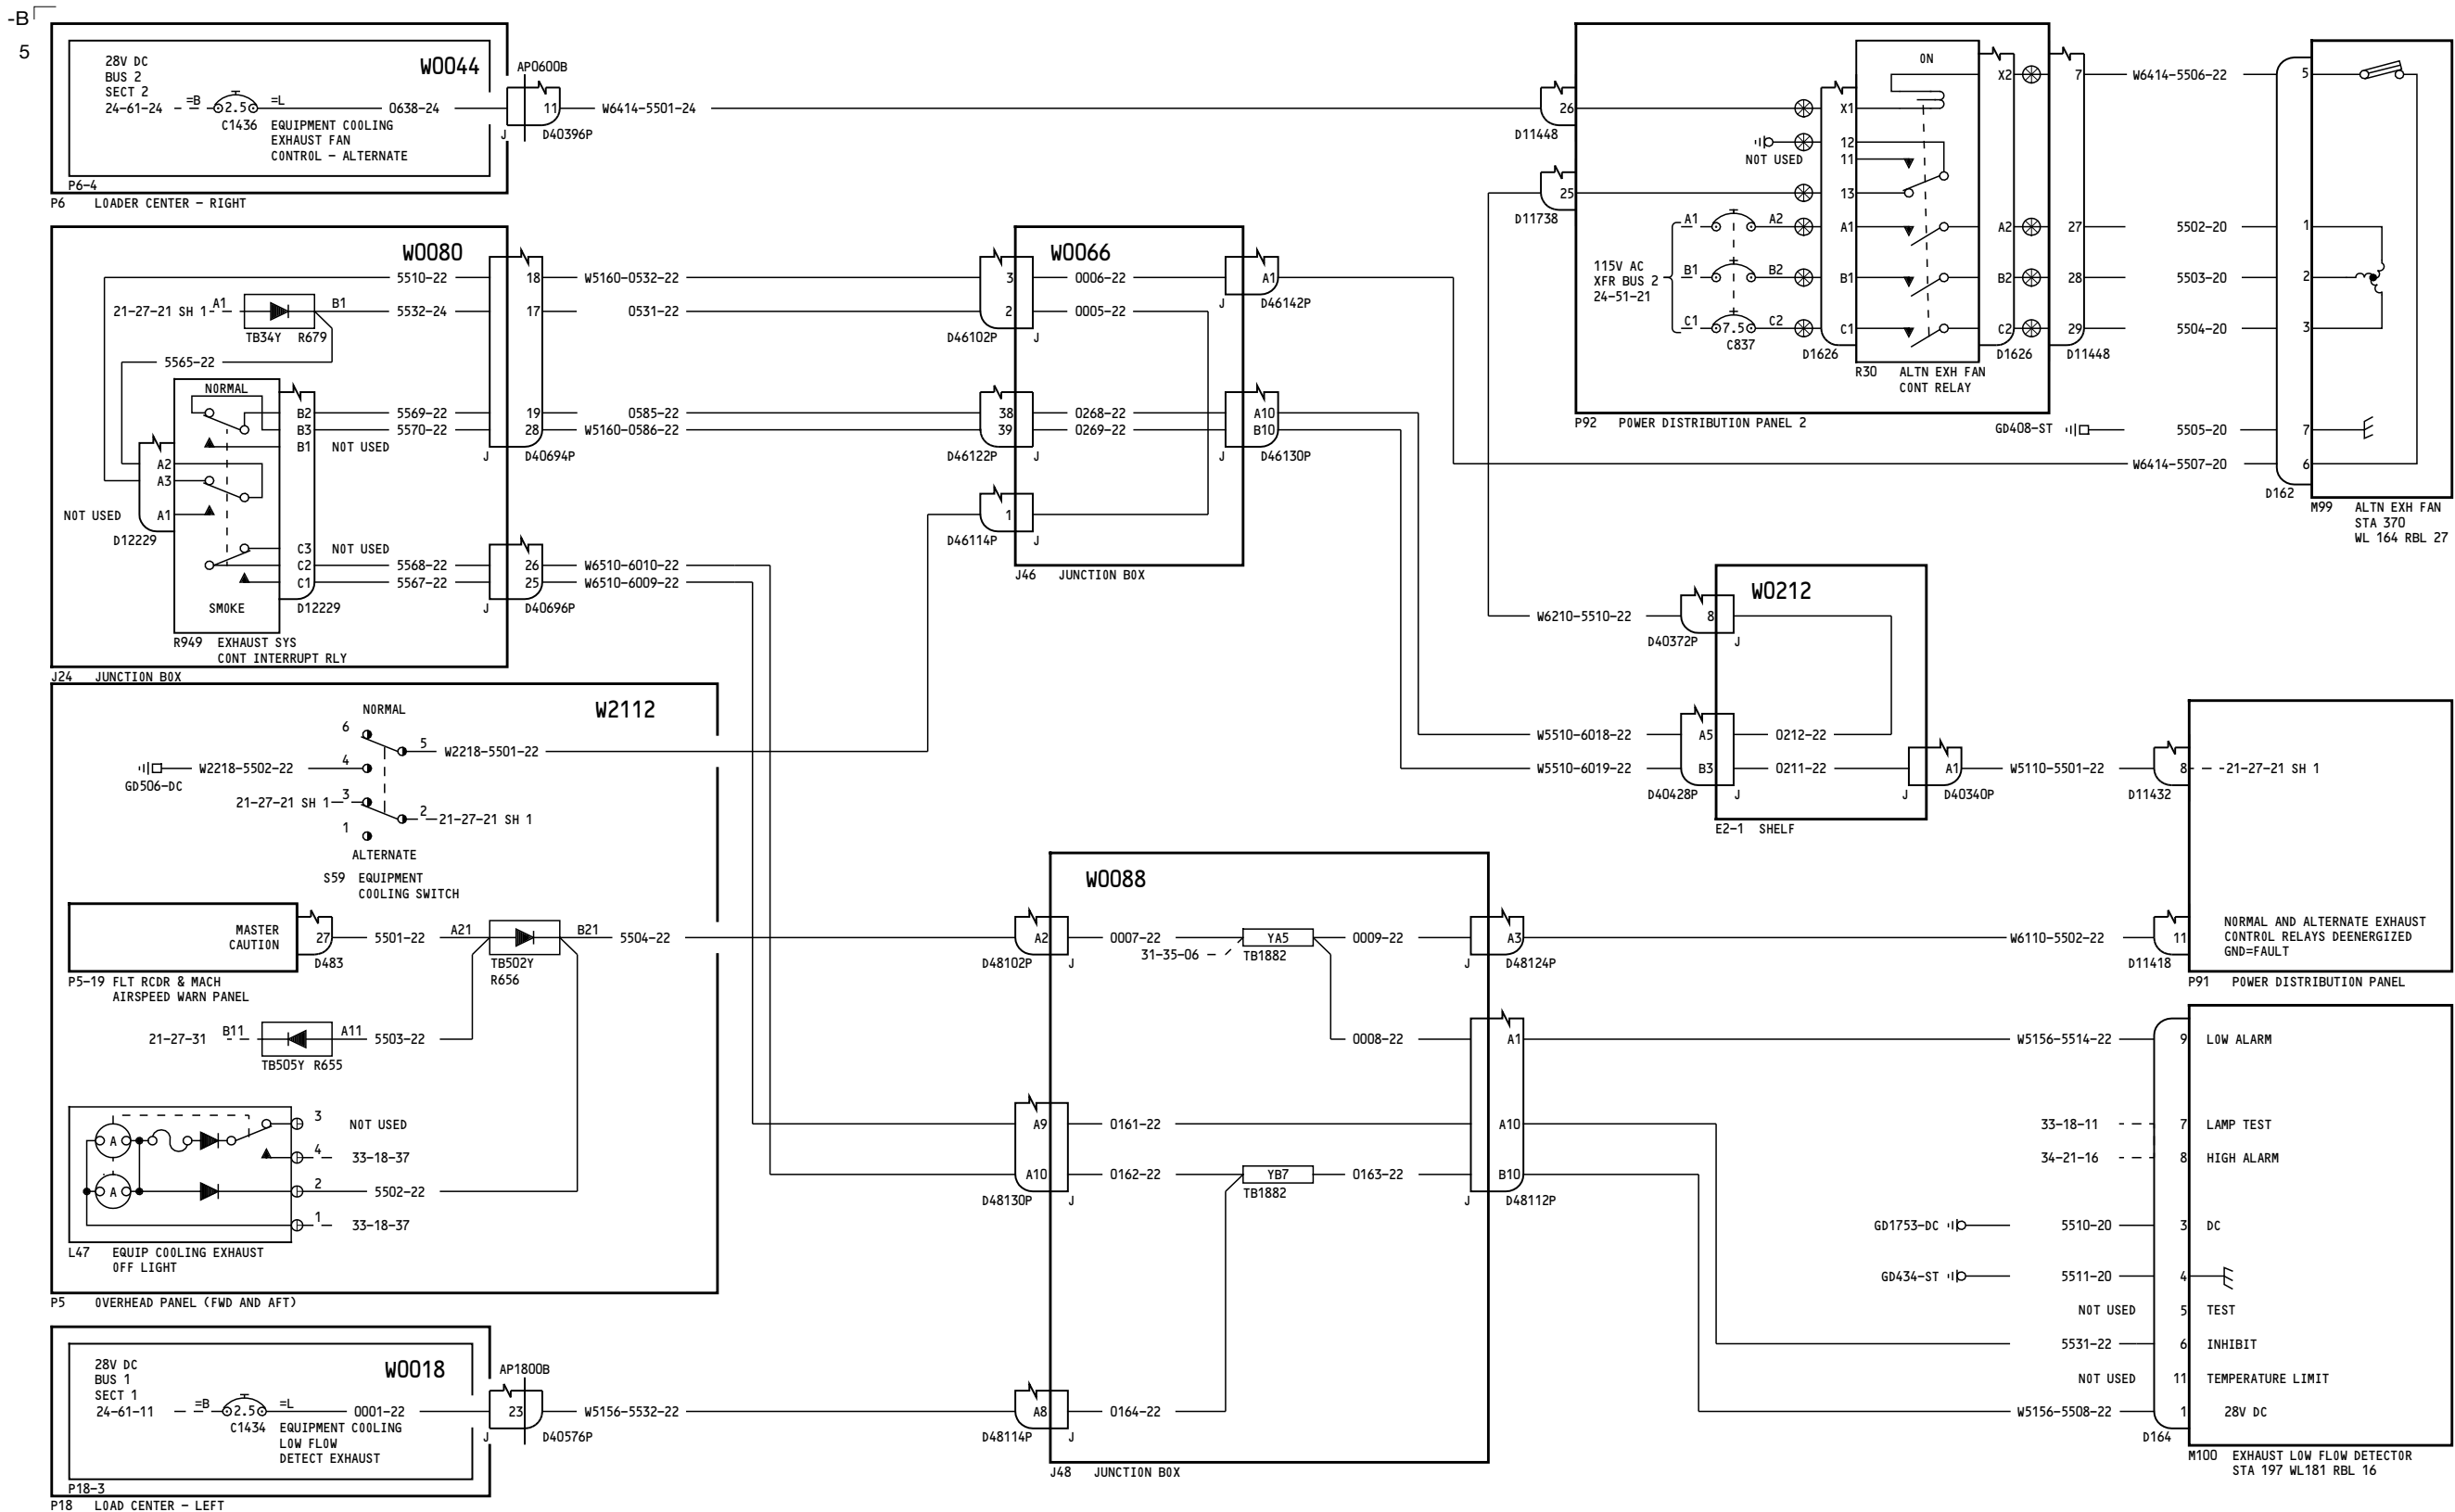 -B
5
28V DC
BUS 2
SECT 2
24-61-24
=B
2.5
=L
C1436
EQUIPMENT COOLING
EXHAUST FAN
CONTROL - ALTERNATE
W0044
0638-24
P6-4
P6 LOADER CENTER - RIGHT
AP0600B
11
J
D40396P
W6414-5501-24
26
D11448
25
D11738
NOT USED
115V AC
XFR BUS 2
24-51-21
A1
A2
B1
B2
C1
7.5
C2
C837
X1
12
11
13
A1
B1
C1
D1626
ON
X2
A2
B2
C2
D1626
R30 ALTN EXH FAN
CONT RELAY
7
27
28
29
D11448
P92 POWER DISTRIBUTION PANEL 2
W6414-5506-22
5502-20
5503-20
5504-20
GD408-ST
5505-20
W6414-5507-20
5
1
2
3
7
6
D162
M99 ALTN EXH FAN
STA 370
WL 164 RBL 27
W0080
5510-22
21-27-21 SH 1
A1
B1
TB34Y R679
5532-24
5565-22
NORMAL
B2
B3
B1
5569-22
5570-22
NOT USED
A2
A3
A1
NOT USED
D12229
C3
C2
C1
NOT USED
5568-22
5567-22
SMOKE
D12229
R949 EXHAUST SYS
CONT INTERRUPT RLY
J24 JUNCTION BOX
18
17
19
28
J
D40694P
26
25
J
D40696P
W5160-0532-22
0531-22
0585-22
W5160-0586-22
W6510-6010-22
W6510-6009-22
W0066
3
2
D46102P
J
38
39
D46122P
J
1
D46114P
J
0006-22
0005-22
0268-22
0269-22
A1
J
D46142P
A10
B10
J
D46130P
J46 JUNCTION BOX
W0212
W6210-5510-22
8
D40372P
J
W5510-6018-22
W5510-6019-22
A5
B3
D40428P
J
0212-22
0211-22
A1
J
D40340P
E2-1 SHELF
W5110-5501-22
8
D11432
21-27-21 SH 1
W6110-5502-22
11
D11418
NORMAL AND ALTERNATE EXHAUST
CONTROL RELAYS DEENERGIZED
GND=FAULT
P91 POWER DISTRIBUTION PANEL
W2112
NORMAL
6
5
4
W2218-5501-22
W2218-5502-22
GD506-DC
21-27-21 SH 1
3
2
21-27-21 SH 1
1
ALTERNATE
S59 EQUIPMENT
COOLING SWITCH
MASTER
CAUTION
27
D483
5501-22
A21
B21
TB502Y
R656
5504-22
P5-19 FLT RCDR & MACH
AIRSPEED WARN PANEL
21-27-31
B11
A11
TB505Y R655
5503-22
A
A
3
NOT USED
4
33-18-37
2
5502-22
1
33-18-37
L47 EQUIP COOLING EXHAUST
OFF LIGHT
P5 OVERHEAD PANEL (FWD AND AFT)
W0088
A2
D48102P
J
0007-22
31-35-06
YA5
TB1882
0009-22
0008-22
A3
J
D48124P
A9
A10
D48130P
J
0161-22
0162-22
YB7
TB1882
0163-22
A1
A10
B10
J
D48112P
A8
D48114P
J
0164-22
J48 JUNCTION BOX
28V DC
BUS 1
SECT 1
24-61-11
=B
2.5
=L
C1434
EQUIPMENT COOLING
LOW FLOW
DETECT EXHAUST
W0018
0001-22
P18-3
P18 LOAD CENTER - LEFT
AP1800B
23
J
D40576P
W5156-5532-22
W5156-5514-22
9 LOW ALARM
33-18-11
7 LAMP TEST
34-21-16
8 HIGH ALARM
GD1753-DC
5510-20
3 DC
GD434-ST
5511-20
4
NOT USED
5 TEST
5531-22
6 INHIBIT
NOT USED
11 TEMPERATURE LIMIT
W5156-5508-22
1 28V DC
D164
M100 EXHAUST LOW FLOW DETECTOR
STA 197 WL181 RBL 16